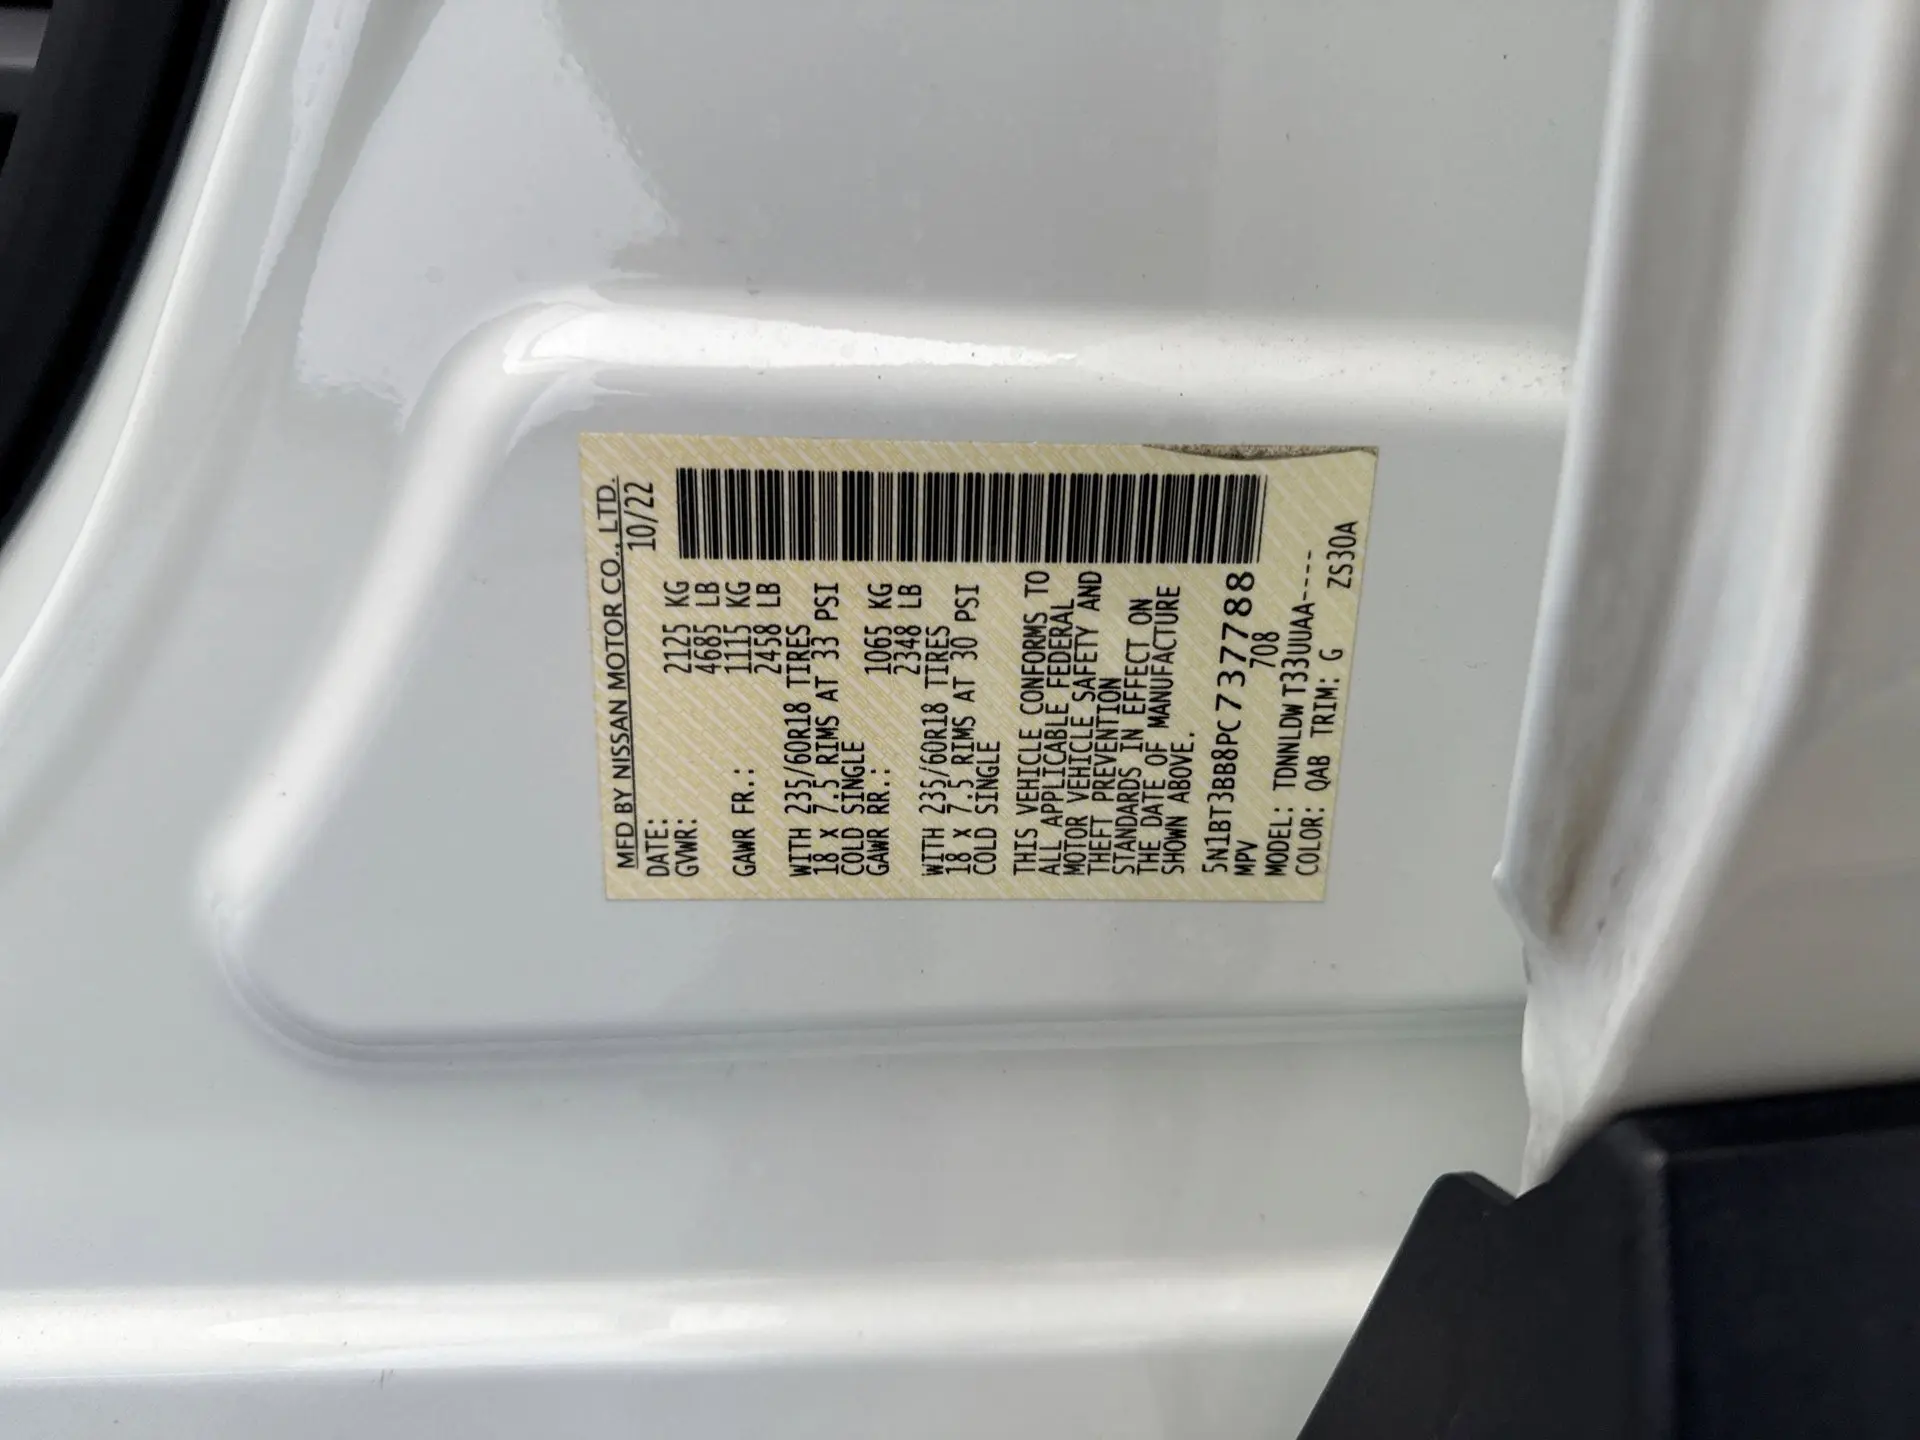 MFD BY NISSAN MOTOR CO., LTD.
DATE: 10/22
GVWR: 2125 KG
4685 LB
GAWR FR.: 1115 KG
2458 LB
WITH 235/60R18 TIRES
18 X 7.5 RIMS AT 33 PSI
COLD SINGLE
GAWR RR.: 1065 KG
2348 LB
WITH 235/60R18 TIRES
18 X 7.5 RIMS AT 30 PSI
COLD SINGLE
THIS VEHICLE CONFORMS TO
ALL APPLICABLE FEDERAL
MOTOR VEHICLE SAFETY AND
THEFT PREVENTION
STANDARDS IN EFFECT ON
THE DATE OF MANUFACTURE
SHOWN ABOVE.
5N1BT3BB8PC737788
MPV 708
MODEL: TDNNLDW T33UUAA----
COLOR: QAB TRIM: G ZS30A